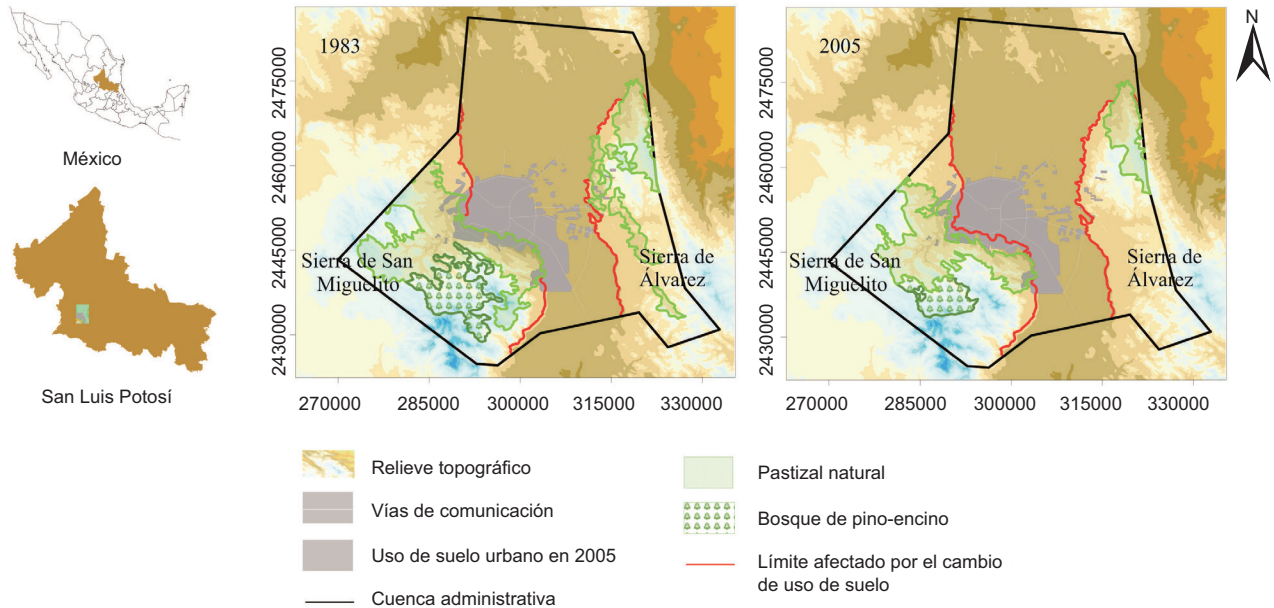 México
San Luis Potosí
1983
2475000
2460000
2445000
2430000
270000 285000 300000 315000 330000
Sierra de San
Miguelito
Sierra de
Álvarez
2005
2475000
2460000
2445000
2430000
270000 285000 300000 315000 330000
Sierra de San
Miguelito
Sierra de
Álvarez
N
Relieve topográfico
Vías de comunicación
Uso de suelo urbano en 2005
Cuenca administrativa
Pastizal natural
Bosque de pino-encino
Límite afectado por el cambio
de uso de suelo